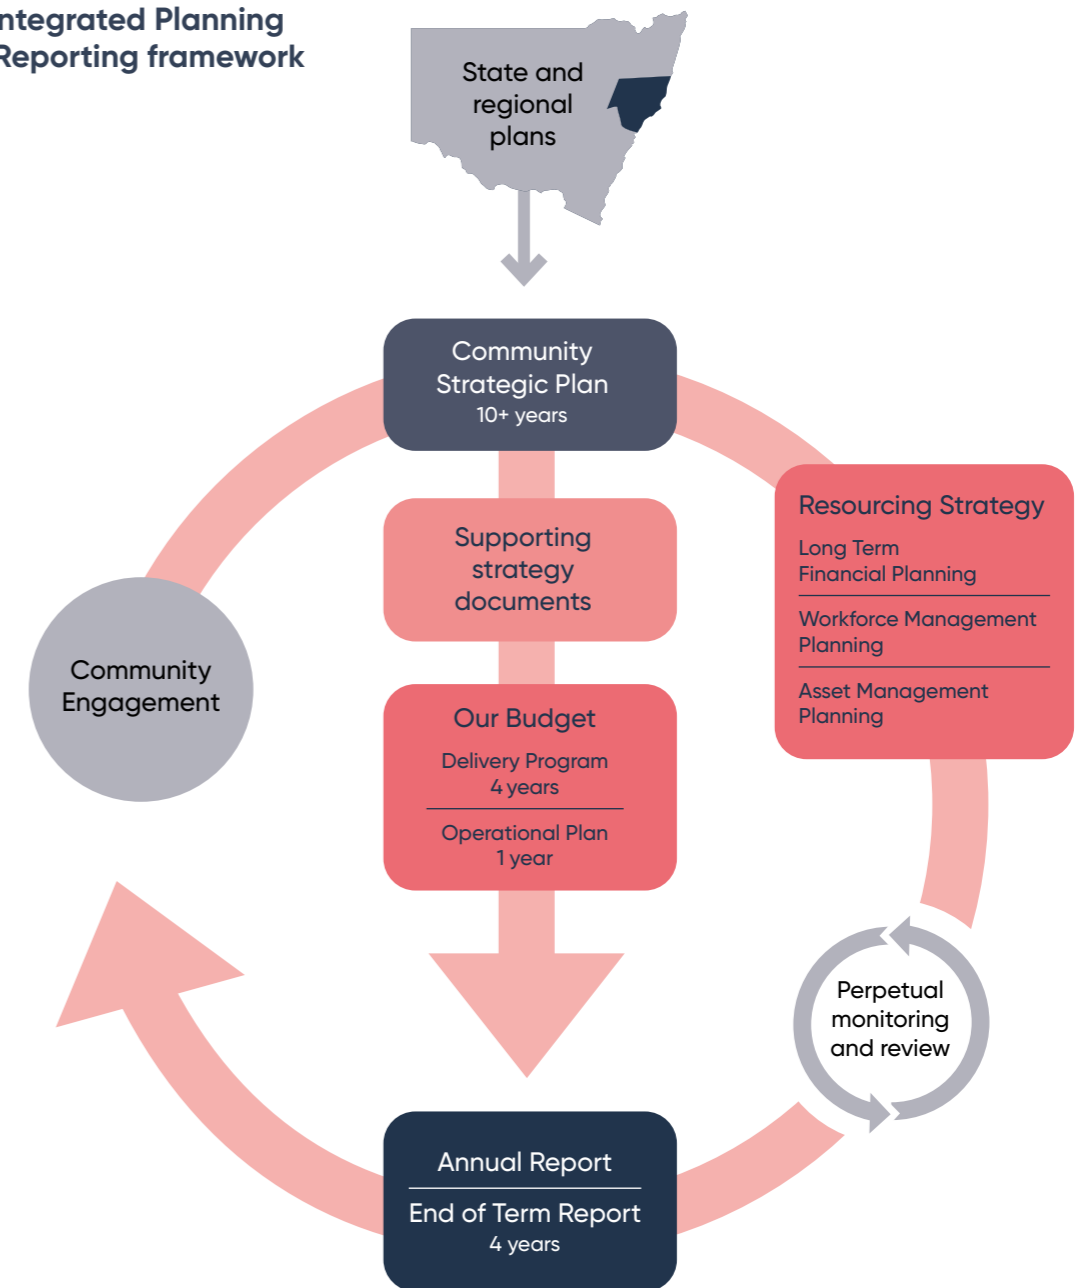 ntegrated Planning
Reporting framework
State and
regional
plans
Community
Strategic Plan
10+ years
Resourcing Strategy
Long Term
Financial Planning
Workforce Management
Planning
Asset Management
Planning
Supporting
strategy
documents
Community
Engagement
Our Budget
Delivery Program
4 years
Operational Plan
1 year
Perpetual
monitoring
and review
Annual Report
End of Term Report
4 years